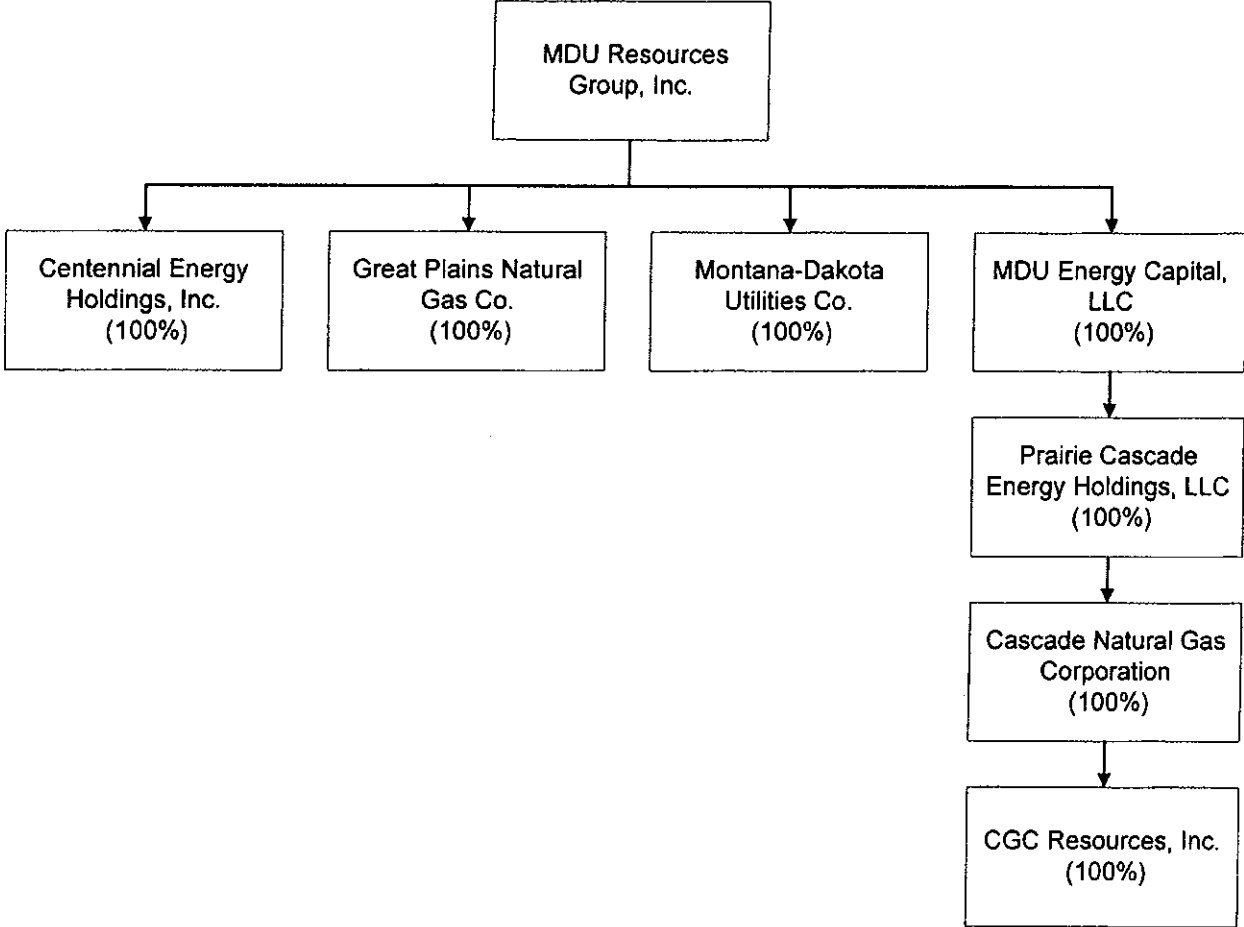 MDU Resources
Group, Inc.
Centennial Energy
Holdings, Inc.
(100%)
Great Plains Natural
Gas Co.
(100%)
Montana-Dakota
Utilities Co.
(100%)
MDU Energy Capital,
LLC
(100%)
Prairie Cascade
Energy Holdings, LLC
(100%)
Cascade Natural Gas
Corporation
(100%)
CGC Resources, Inc.
(100%)